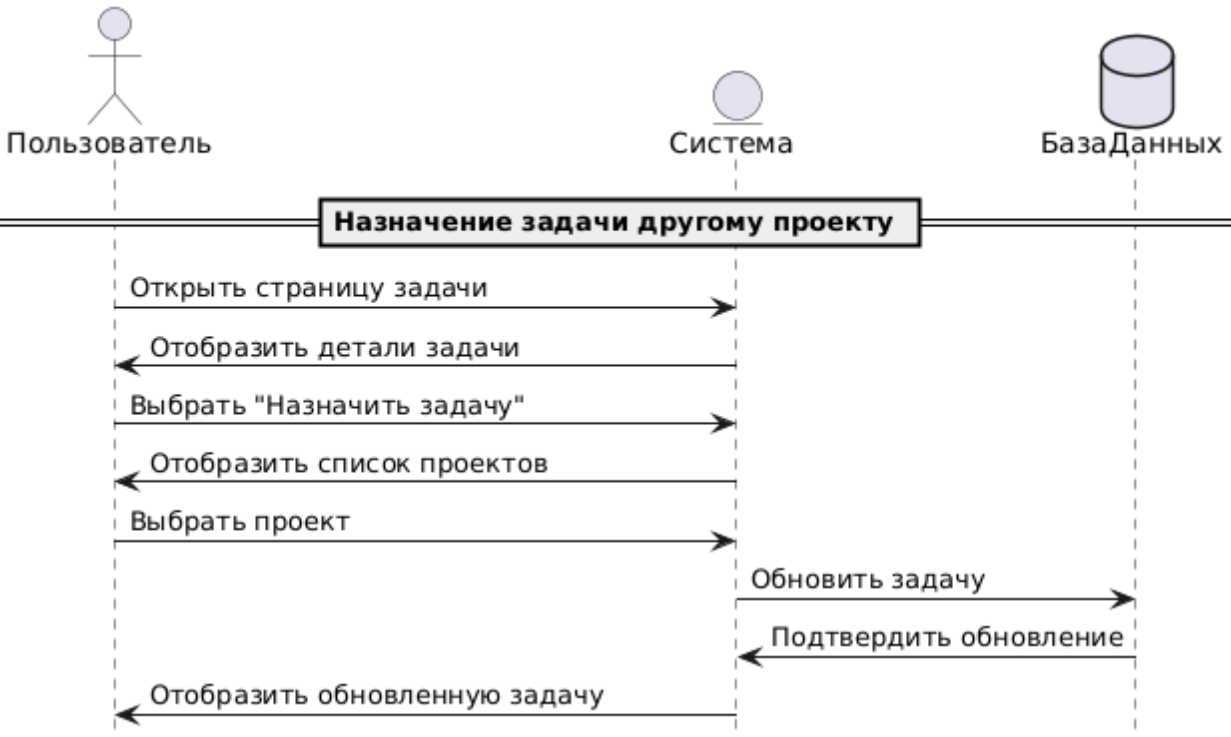 Пользователь
Система
БазаДанных
Назначение задачи другому проекту
Открыть страницу задачи
Отобразить детали задачи
Выбрать "Назначить задачу"
Отобразить список проектов
Выбрать проект
Обновить задачу
Подтвердить обновление
Отобразить обновленную задачу